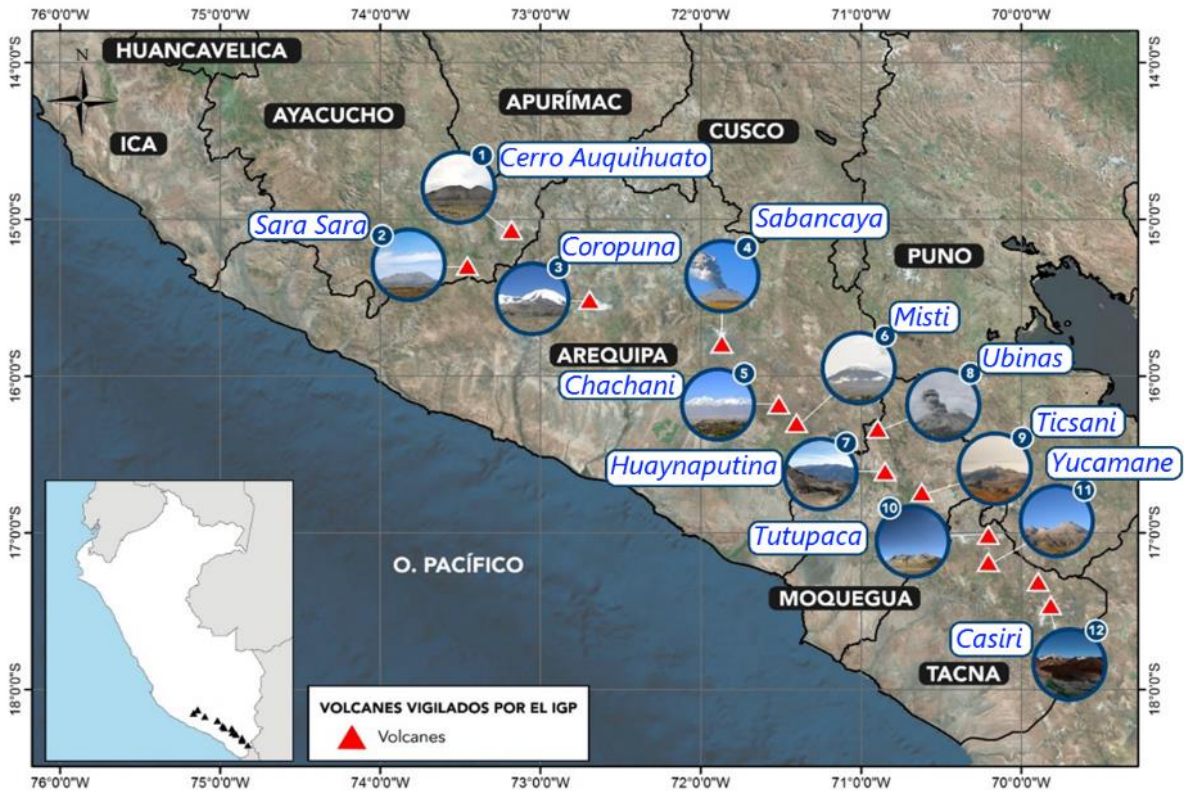 76°0'0"O 75°0'0"O 74°0'0"O 73°0'0"O 72°0'0"O 71°0'0"O 70°0'0"O
14°0'0"S
14°0'0"S
HUANCAVELICA
N
ICA
AYACUCHO
APURÍMAC
CUSCO
1
Cerro Auquihuato
15°0'0"S
15°0'0"S
Sara Sara
2
Coropuna
3
Sabancaya
4
PUNO
Misti
6
AREQUIPA
16°0'0"S
16°0'0"S
Chachani
5
Ubinas
8
Huaynaputina
7
Ticsani
9
Yucamane
11
Tutupaca
10
17°0'0"S
17°0'0"S
O. PACÍFICO
MOQUEGUA
Casiri
12
TACNA
18°0'0"S
18°0'0"S
VOLCANES VIGILADOS POR EL IGP
Volcanes
76°0'0"O 75°0'0"O 74°0'0"O 73°0'0"O 72°0'0"O 71°0'0"O 70°0'0"O